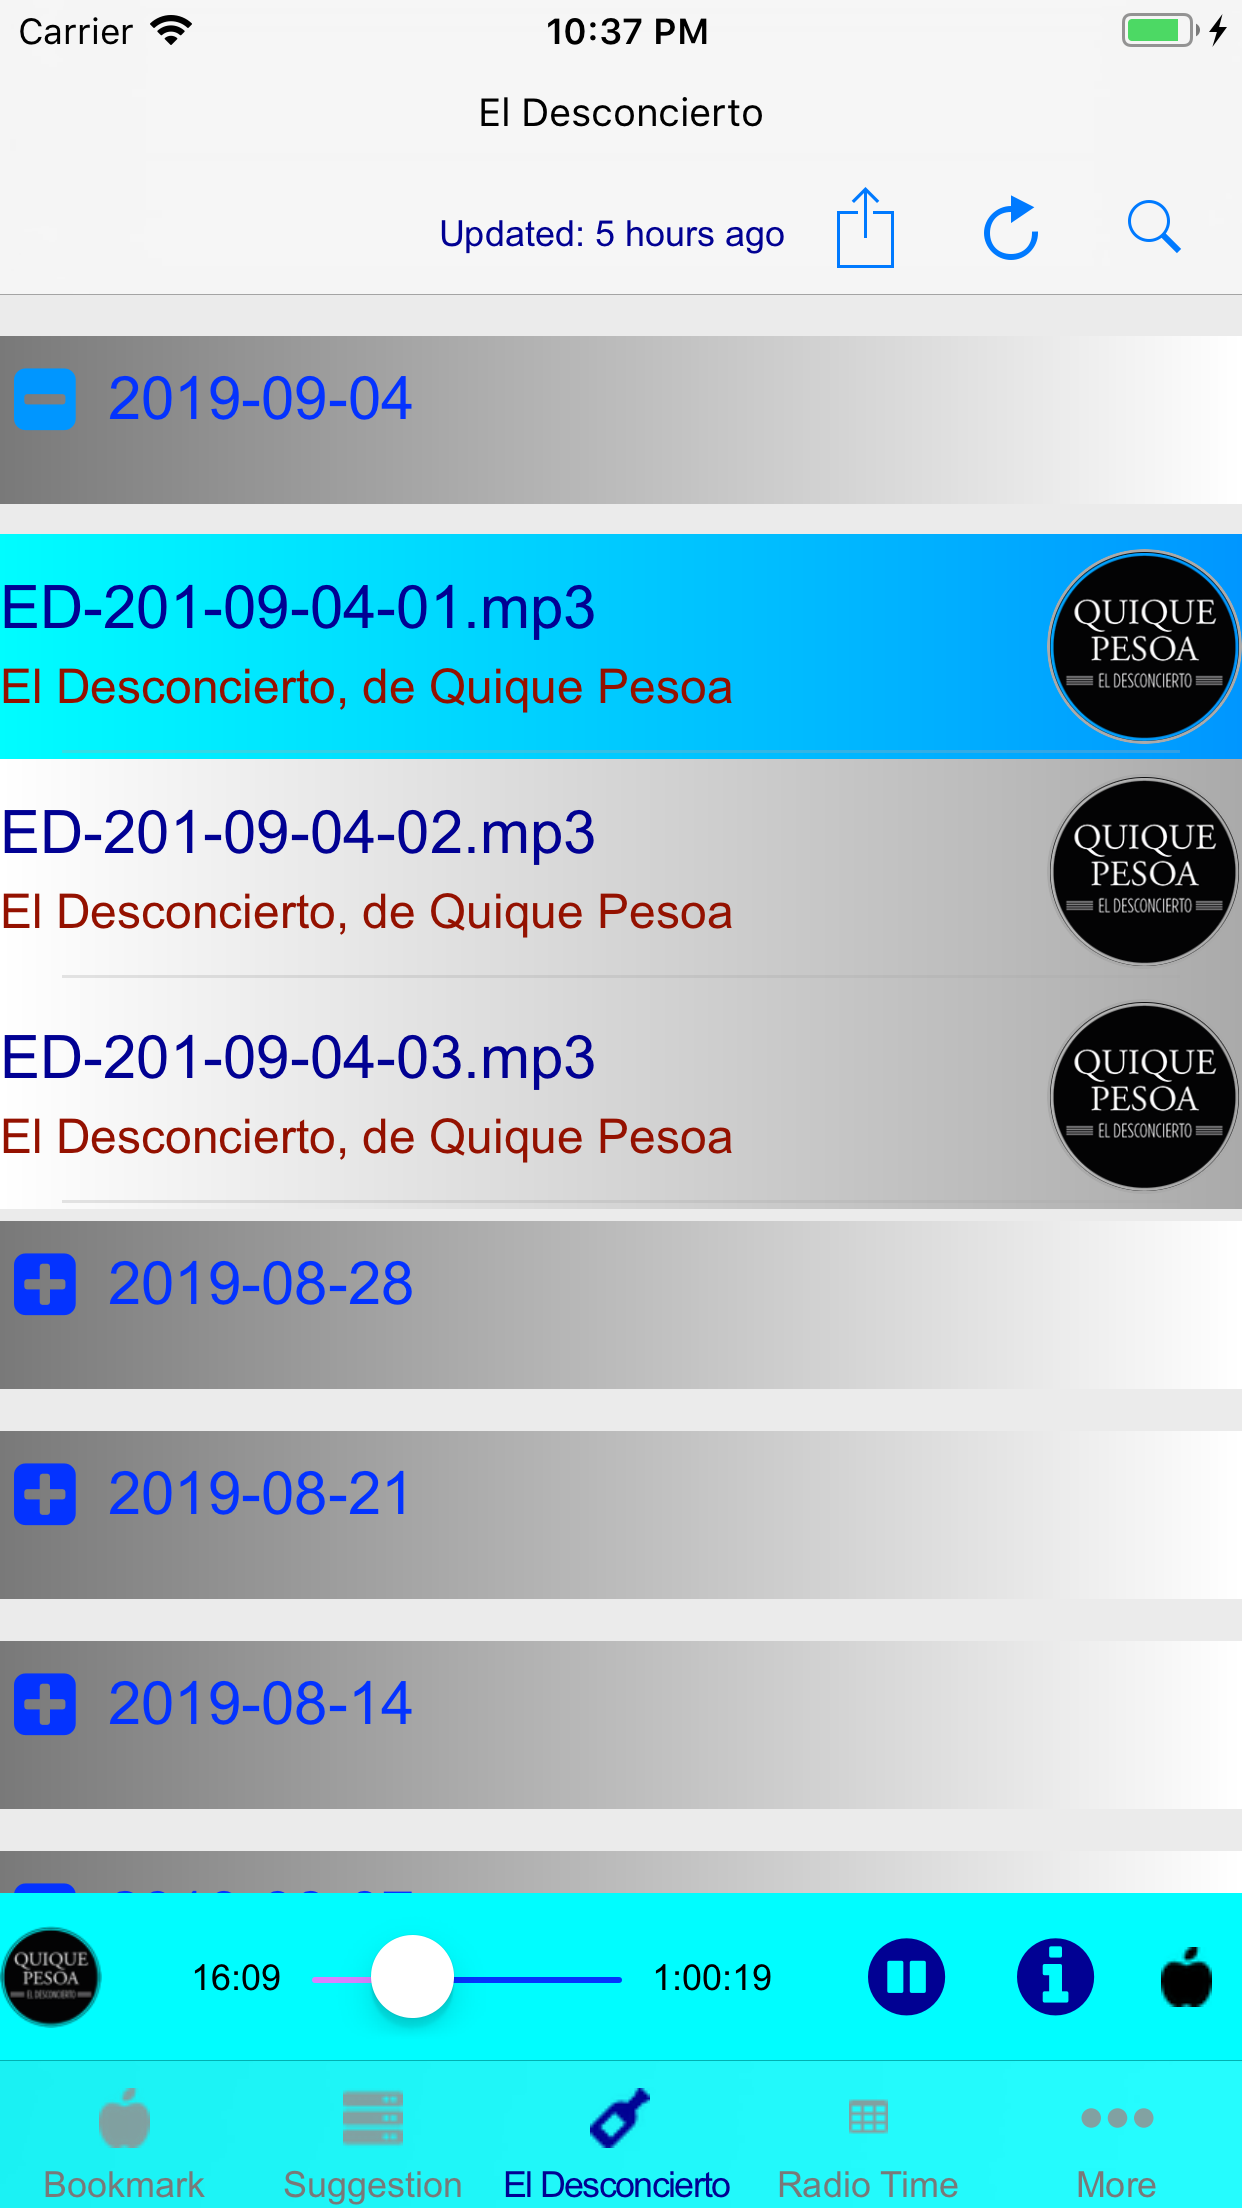 Carrier 10:37 PM
El Desconcierto
Updated: 5 hours ago
2019-09-04
ED-201-09-04-01.mp3
El Desconcierto, de Quique Pesoa
QUIQUE
PESOA
EL DESCONCIERTO
ED-201-09-04-02.mp3
El Desconcierto, de Quique Pesoa
QUIQUE
PESOA
EL DESCONCIERTO
ED-201-09-04-03.mp3
El Desconcierto, de Quique Pesoa
QUIQUE
PESOA
EL DESCONCIERTO
2019-08-28
2019-08-21
2019-08-14
QUIQUE
PESOA
EL DESCONCIERTO
16:09 1:00:19
Bookmark Suggestion El Desconcierto Radio Time More